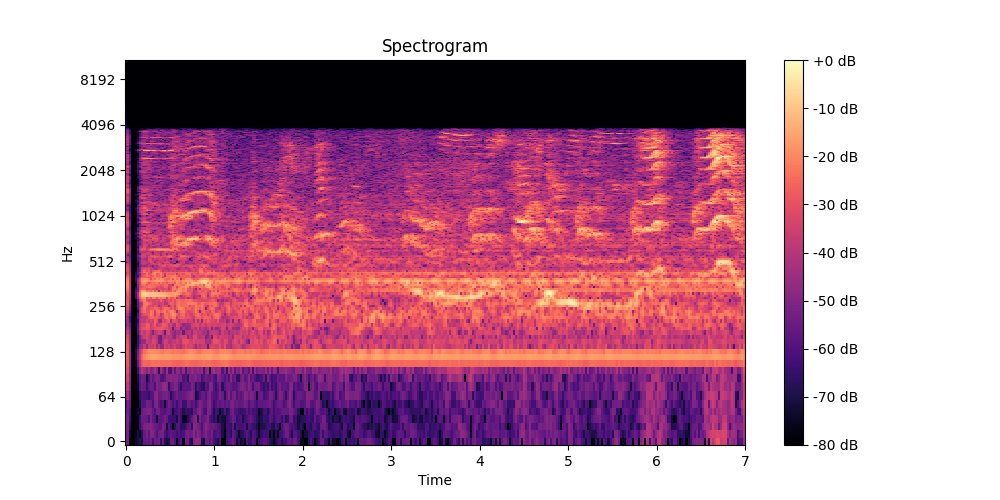 Spectrogram
8192
4096
2048
1024
512
256
128
64
0
Hz
0 1 2 3 4 5 6 7
Time
+0 dB
-10 dB
-20 dB
-30 dB
-40 dB
-50 dB
-60 dB
-70 dB
-80 dB